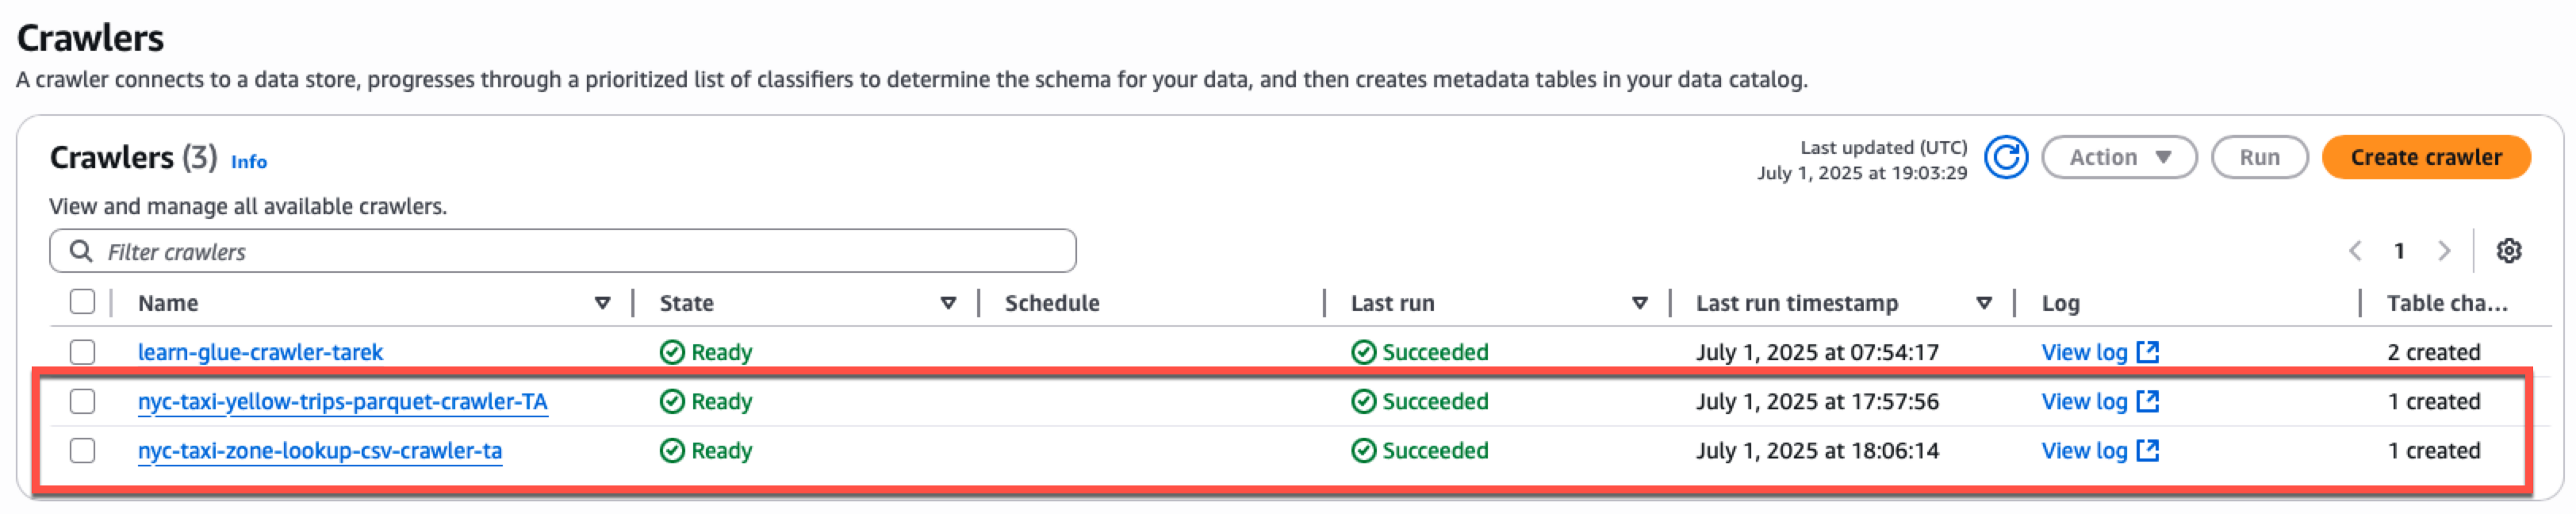 Crawlers
A crawler connects to a data store, progresses through a prioritized list of classifiers to determine the schema for your data, and then creates metadata tables in your data catalog.
Crawlers (3) Info
Last updated (UTC)
July 1, 2025 at 19:03:29
Action
Run
Create crawler
View and manage all available crawlers.
Filter crawlers
1
Name State Schedule Last run Last run timestamp Log Table cha...
learn-glue-crawler-tarek Ready Succeeded July 1, 2025 at 07:54:17 View log 2 created
nyc-taxi-yellow-trips-parquet-crawler-TA Ready Succeeded July 1, 2025 at 17:57:56 View log 1 created
nyc-taxi-zone-lookup-csv-crawler-ta Ready Succeeded July 1, 2025 at 18:06:14 View log 1 created